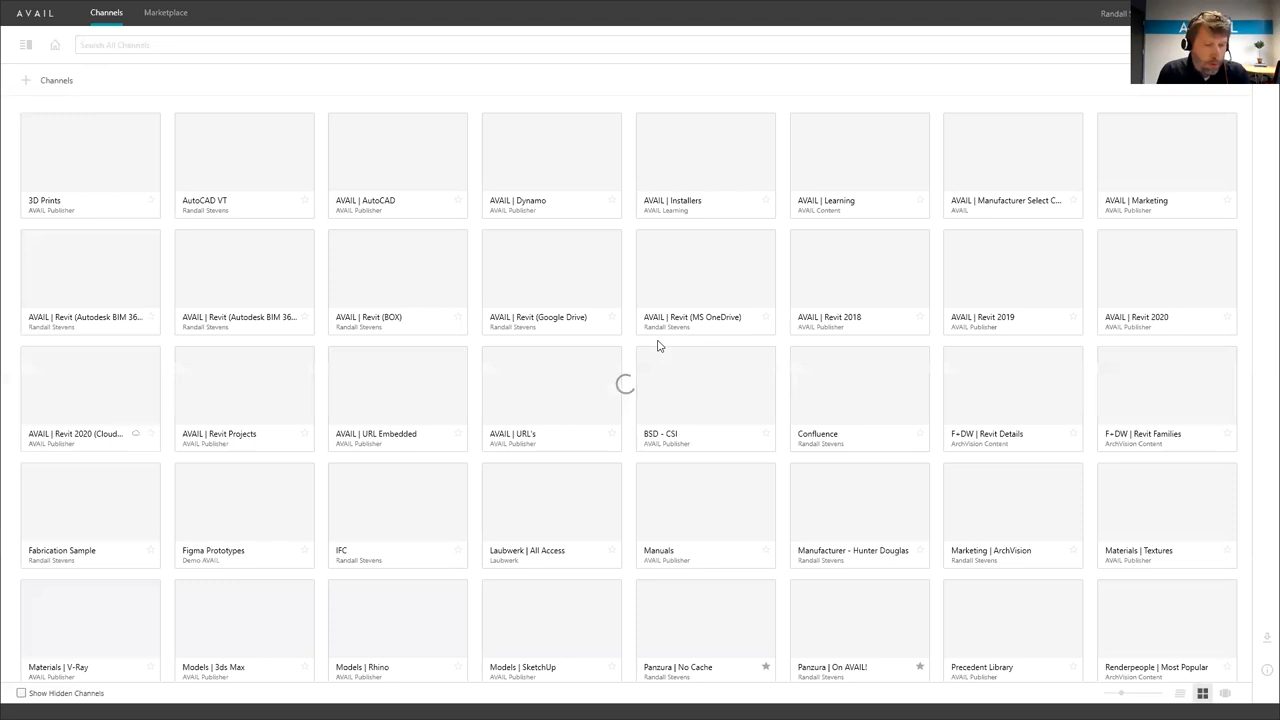 AVAIL
Channels
Marketplace
Randall S
Search All Channels
Channels
3D Prints
AVAIL Publisher
AutoCAD VT
Randall Stevens
AVAIL | AutoCAD
AVAIL Publisher
AVAIL | Dynamo
AVAIL Publisher
AVAIL | Installers
AVAIL Learning
AVAIL | Learning
AVAIL Content
AVAIL | Manufacturer Select C...
AVAIL
AVAIL | Marketing
AVAIL Publisher
AVAIL | Revit (Autodesk BIM 36...
Randall Stevens
AVAIL | Revit (Autodesk BIM 36...
Randall Stevens
AVAIL | Revit (BOX)
Randall Stevens
AVAIL | Revit (Google Drive)
Randall Stevens
AVAIL | Revit (MS OneDrive)
Randall Stevens
AVAIL | Revit 2018
AVAIL Publisher
AVAIL | Revit 2019
AVAIL Publisher
AVAIL | Revit 2020
AVAIL Publisher
AVAIL | Revit 2020 (Cloud...
AVAIL Publisher
AVAIL | Revit Projects
AVAIL Publisher
AVAIL | URL Embedded
AVAIL Publisher
AVAIL | URL's
AVAIL Publisher
BSD - CSI
AVAIL Publisher
Confluence
Randall Stevens
F+DW | Revit Details
ArchVision Content
F+DW | Revit Families
ArchVision Content
Fabrication Sample
Randall Stevens
Figma Prototypes
Demo AVAIL
IFC
Randall Stevens
Laubwerk | All Access
Laubwerk
Manuals
AVAIL Publisher
Manufacturer - Hunter Douglas
Randall Stevens
Marketing | ArchVision
Randall Stevens
Materials | Textures
AVAIL Publisher
Materials | V-Ray
AVAIL Publisher
Models | 3ds Max
AVAIL Publisher
Models | Rhino
AVAIL Publisher
Models | SketchUp
AVAIL Publisher
Panzura | No Cache
Randall Stevens
Panzura | On AVAIL!
Randall Stevens
Precedent Library
AVAIL Publisher
Renderpeople | Most Popular
ArchVision Content
Show Hidden Channels